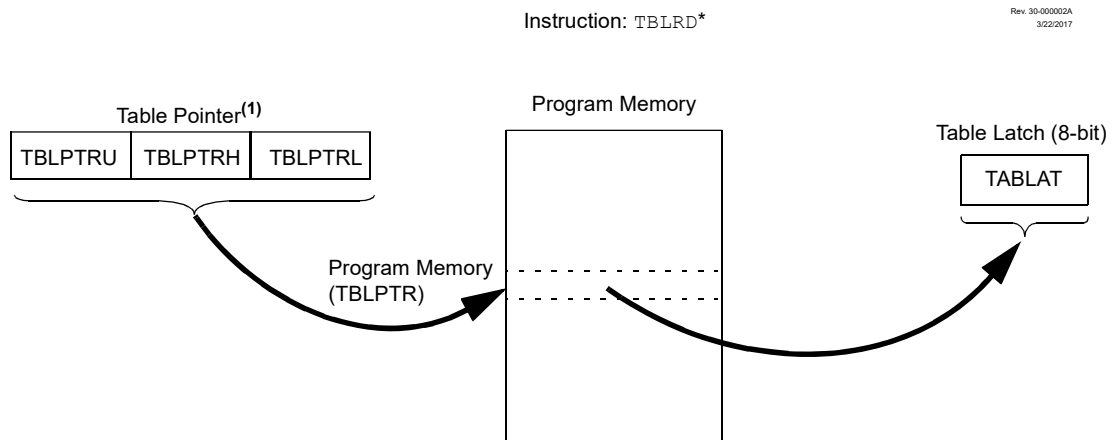 Instruction: TBLRD*
Rev. 30-000002A
3/22/2017
Table Pointer(1)
Program Memory
Table Latch (8-bit)
TBLPTRU TBLPTRH TBLPTRL
TABLAT
Program Memory
(TBLPTR)